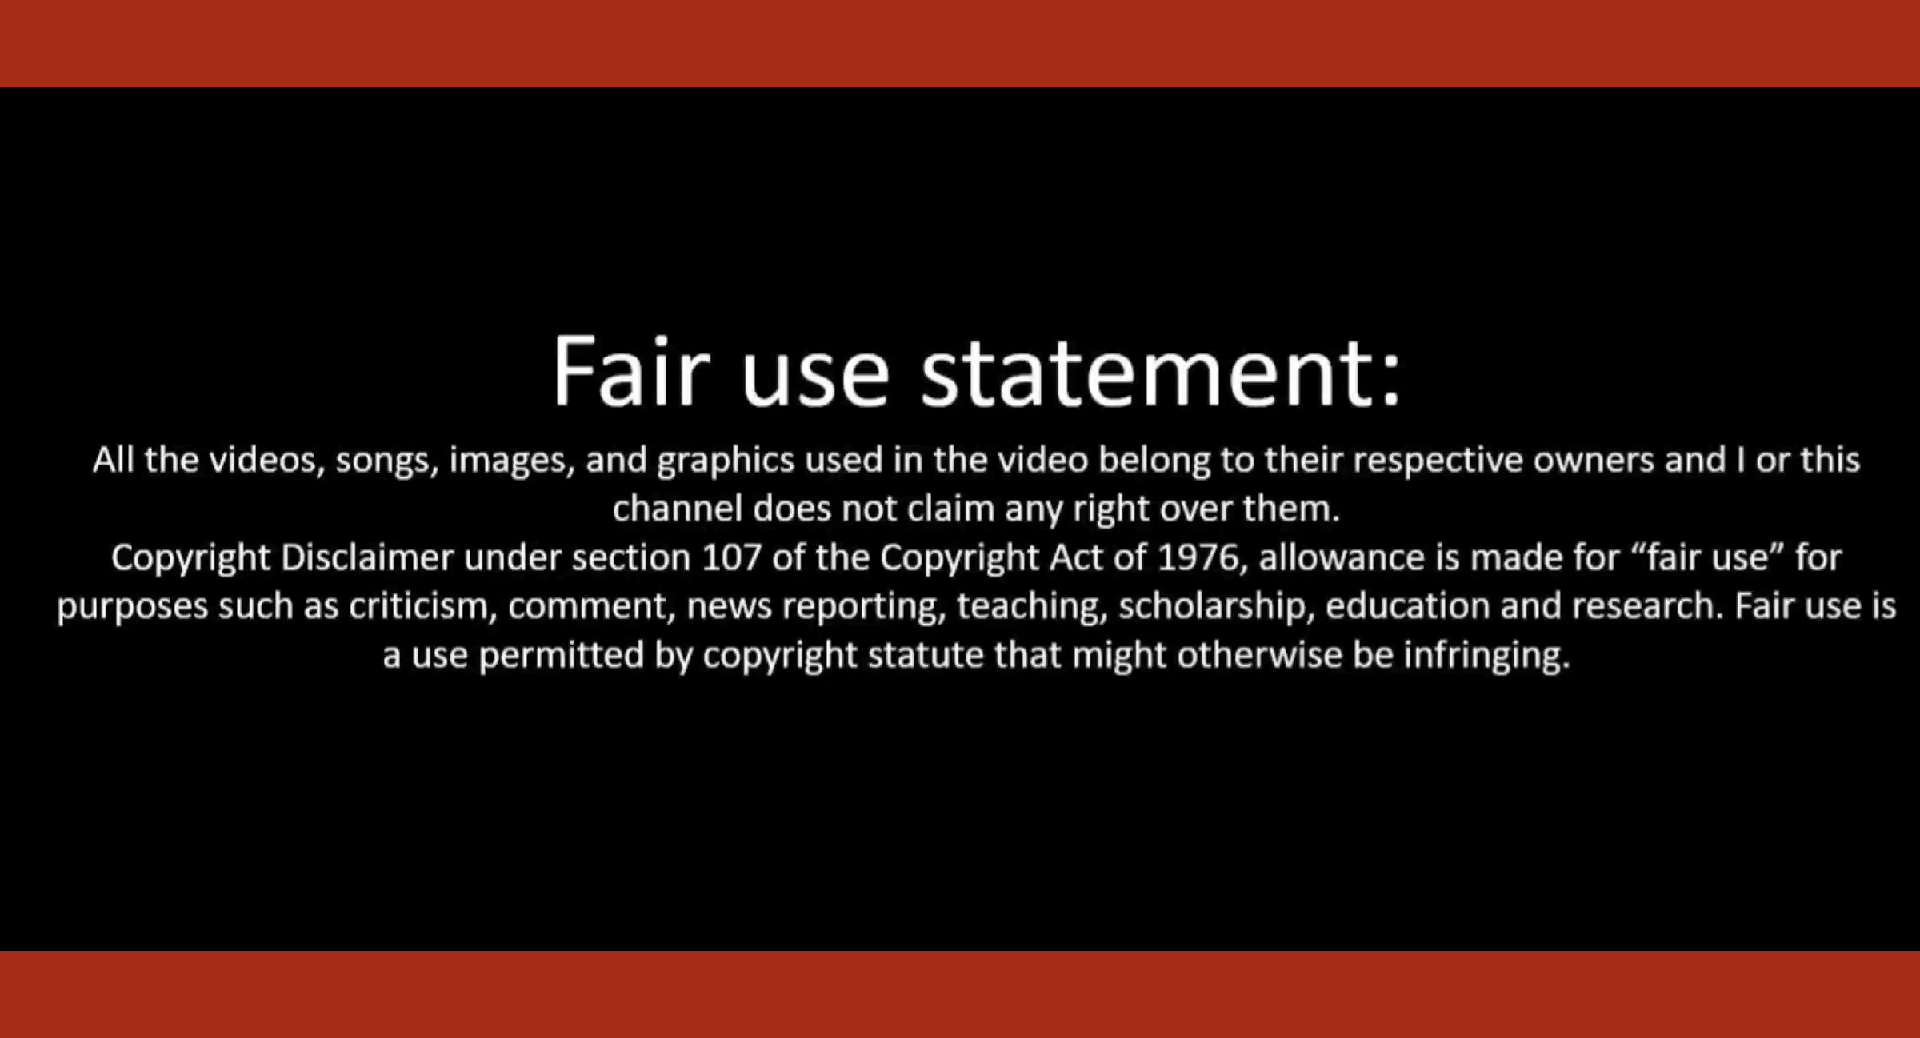 Fair use statement:
All the videos, songs, images, and graphics used in the video belong to their respective owners and I or this
channel does not claim any right over them.
Copyright Disclaimer under section 107 of the Copyright Act of 1976, allowance is made for “fair use” for
purposes such as criticism, comment, news reporting, teaching, scholarship, education and research. Fair use is
a use permitted by copyright statute that might otherwise be infringing.